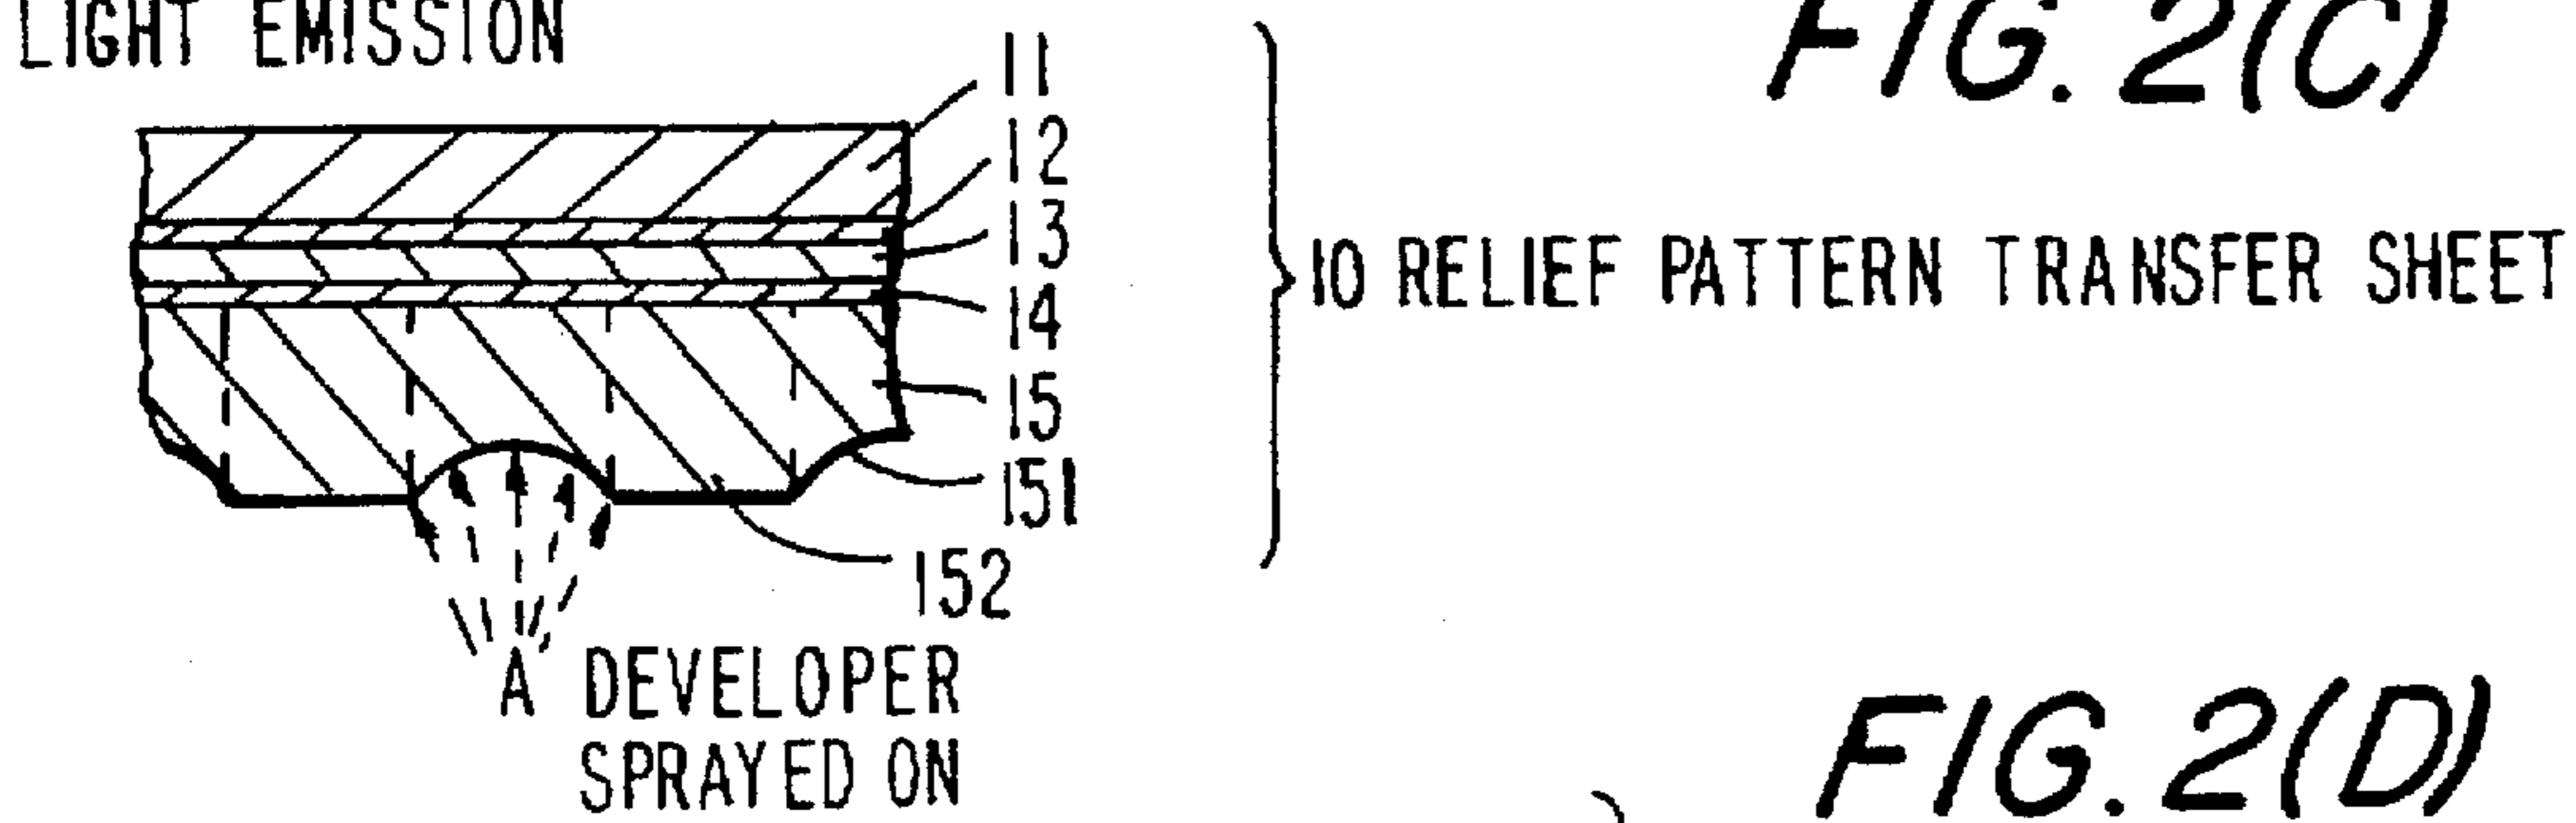 LIGHT EMISSION
FIG. 2(C)
11
12
13
14
15
151
152
10 RELIEF PATTERN TRANSFER SHEET
A DEVELOPER
SPRAYED ON
FIG. 2(D)